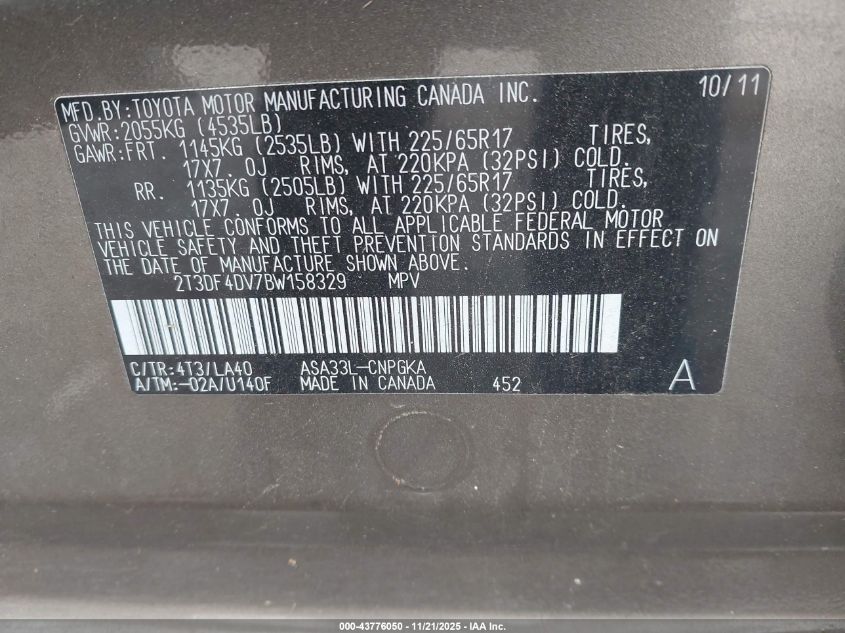 MFD.BY:TOYOTA MOTOR MANUFACTURING CANADA INC. 10/11
GVWR:2055KG (4535LB)
GAWR:FRT. 1145KG (2535LB) WITH 225/65R17 TIRES,
17X7.0J RIMS, AT 220KPA (32PSI) COLD.
RR. 1135KG (2505LB) WITH 225/65R17 TIRES,
17X7.0J RIMS, AT 220KPA (32PSI) COLD.
THIS VEHICLE CONFORMS TO ALL APPLICABLE FEDERAL MOTOR
VEHICLE SAFETY AND THEFT PREVENTION STANDARDS IN EFFECT ON
THE DATE OF MANUFACTURE SHOWN ABOVE.
2T3DF4DV7BW158329 MPV
C/TR:4T3/LA40 ASA33L-CNPGKA
A/TM:-02A/U140F MADE IN CANADA 452 A
000-43776050 - 11/21/2025 - IAA Inc.